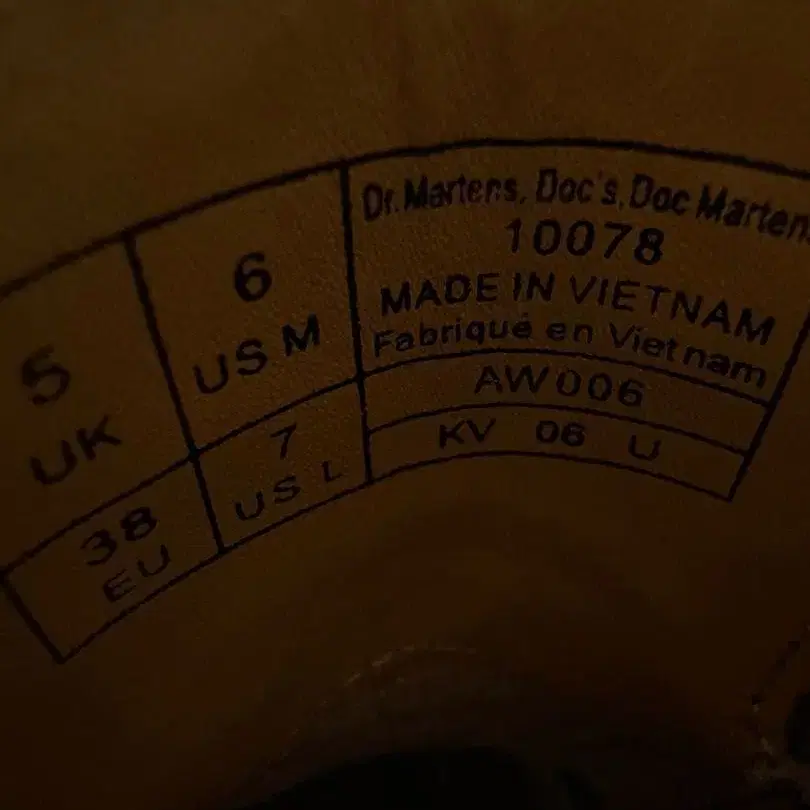 5
UK
6
US M
38
EU
7
US L
Dr. Martens, Doc's, Doc Martens
10078
MADE IN VIETNAM
Fabriqué en Vietnam
AW006
KV 06 U